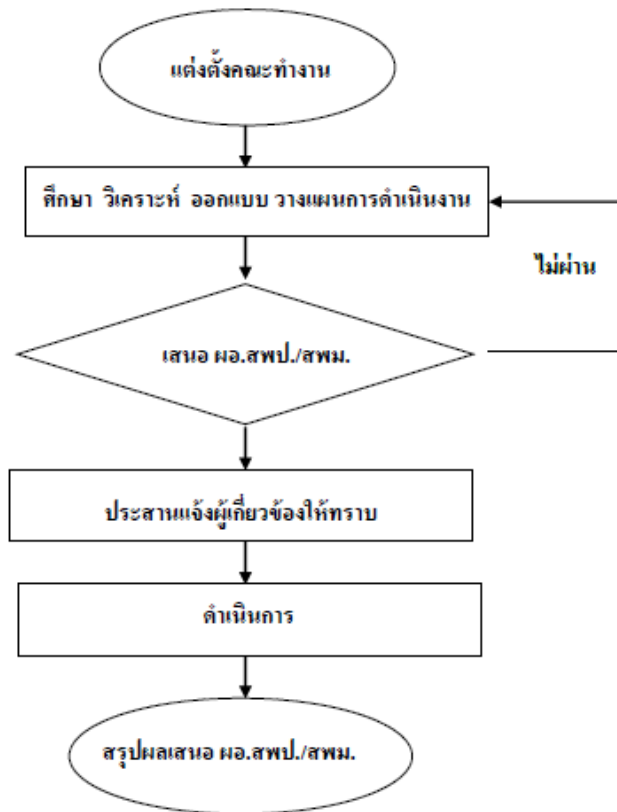 แต่งตั้งคณะทำงาน
ศึกษา วิเคราะห์ ออกแบบ วางแผนการดำเนินงาน
ไม่ผ่าน
เสนอ ผอ.สพป./สพม.
ประสานแจ้งผู้เกี่ยวข้องให้ทราบ
ดำเนินการ
สรุปผลเสนอ ผอ.สพป./สพม.